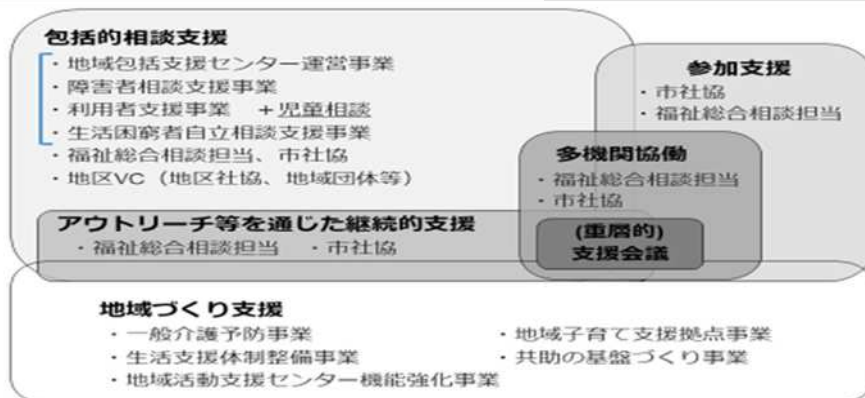 包括的相談支援
・地域包括支援センター運営事業
・障害者相談支援事業
・利用者支援事業　＋児童相談
・生活困窮者自立相談支援事業
・福祉総合相談担当、市社協
・地区VC（地区社協、地域団体等）
参加支援
・市社協
・福祉総合相談担当
多機関協働
・福祉総合相談担当
・市社協
(重層的)
支援会議
アウトリーチ等を通じた継続的支援
・福祉総合相談担当　・市社協
地域づくり支援
・一般介護予防事業
・生活支援体制整備事業
・地域活動支援センター機能強化事業
・地域子育て支援拠点事業
・共助の基盤づくり事業